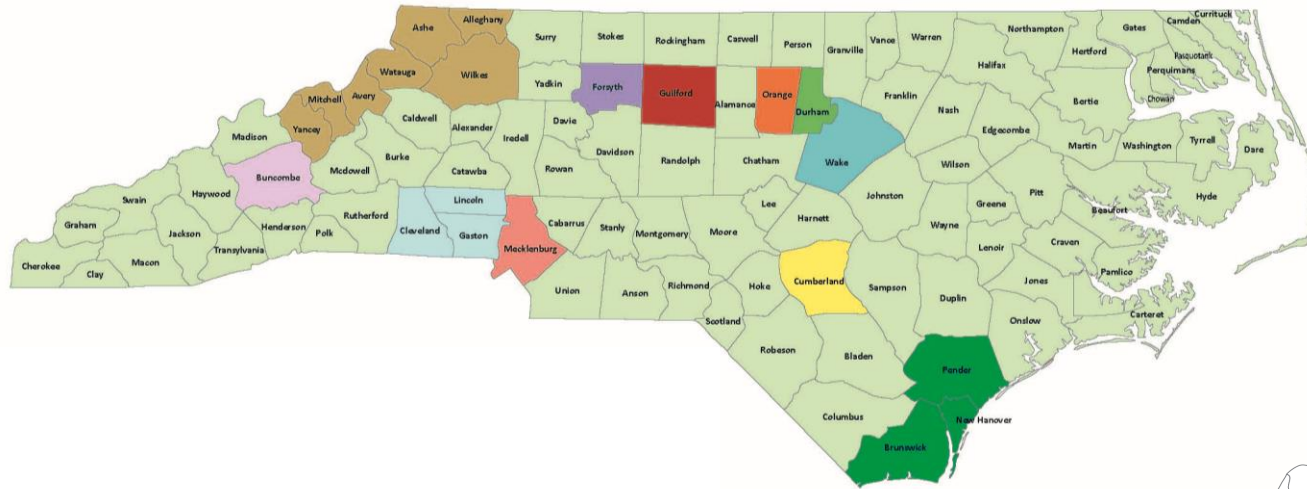 Ashe
Alleghany
Surry
Stokes
Rockingham
Caswell
Person
Granville
Vance
Warren
Northampton
Gates
Camden
Currituck
Pasquotank
Perquimans
Chowan
Hertford
Halifax
Bertie
Watauga
Wilkes
Yadkin
Forsyth
Guilford
Alamance
Orange
Durham
Franklin
Nash
Edgecombe
Martin
Washington
Tyrrell
Dare
Mitchell
Avery
Yancey
Madison
Caldwell
Alexander
Iredell
Davie
Davidson
Randolph
Chatham
Wake
Wilson
Pitt
Beaufort
Hyde
Buncombe
Mcdowell
Burke
Catawba
Rowan
Haywood
Swain
Graham
Cherokee
Clay
Macon
Jackson
Transylvania
Henderson
Polk
Rutherford
Cleveland
Lincoln
Gaston
Mecklenburg
Cabarrus
Stanly
Montgomery
Moore
Lee
Harnett
Johnston
Wayne
Greene
Lenoir
Craven
Pamlico
Jones
Carteret
Onslow
Duplin
Sampson
Cumberland
Hoke
Scotland
Richmond
Anson
Union
Robeson
Bladen
Columbus
Pender
New Hanover
Brunswick